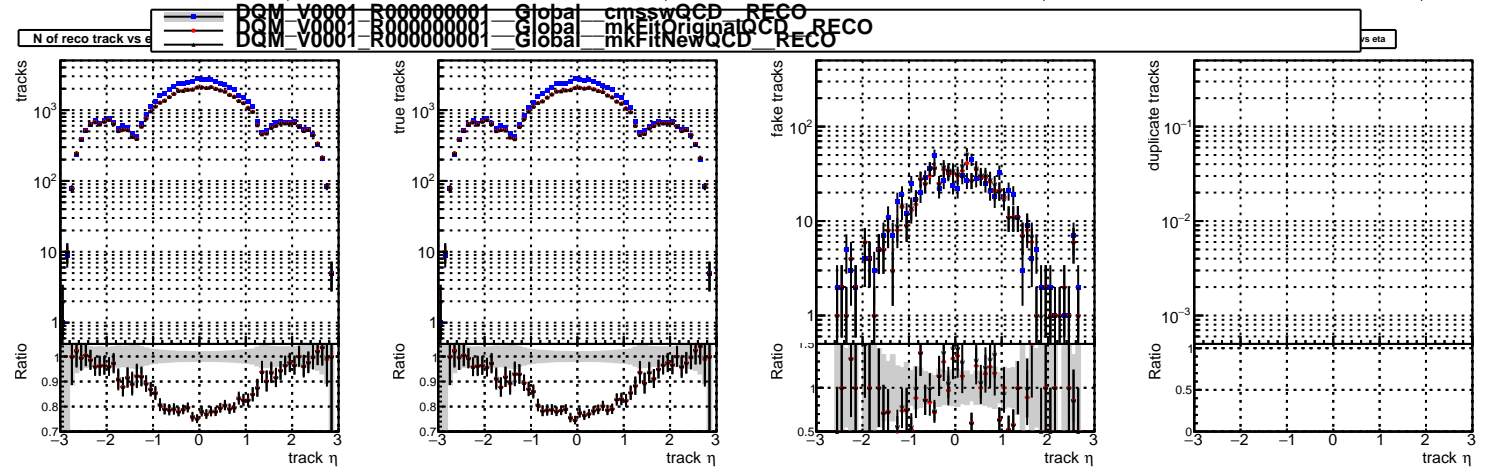 DQM_V0001_R000000001__Global__cmsswQCD__RECO
DQM_V0001_R000000001__Global__mkFitOriginalQCD__RECO
DQM_V0001_R000000001__Global__mkFitNewQCD__RECO
N of reco track vs e
vs eta
tracks
10³
10²
10
1
Ratio
1
0.9
0.8
0.7
−3 −2 −1 0 1 2 3
track η
true tracks
10³
10²
10
1
Ratio
1
0.9
0.8
0.7
−3 −2 −1 0 1 2 3
track η
fake tracks
10²
10
1
Ratio
1.5
1
0.5
−3 −2 −1 0 1 2 3
track η
duplicate tracks
10⁻¹
10⁻²
10⁻³
Ratio
1
0.5
0
−3 −2 −1 0 1 2 3
track η